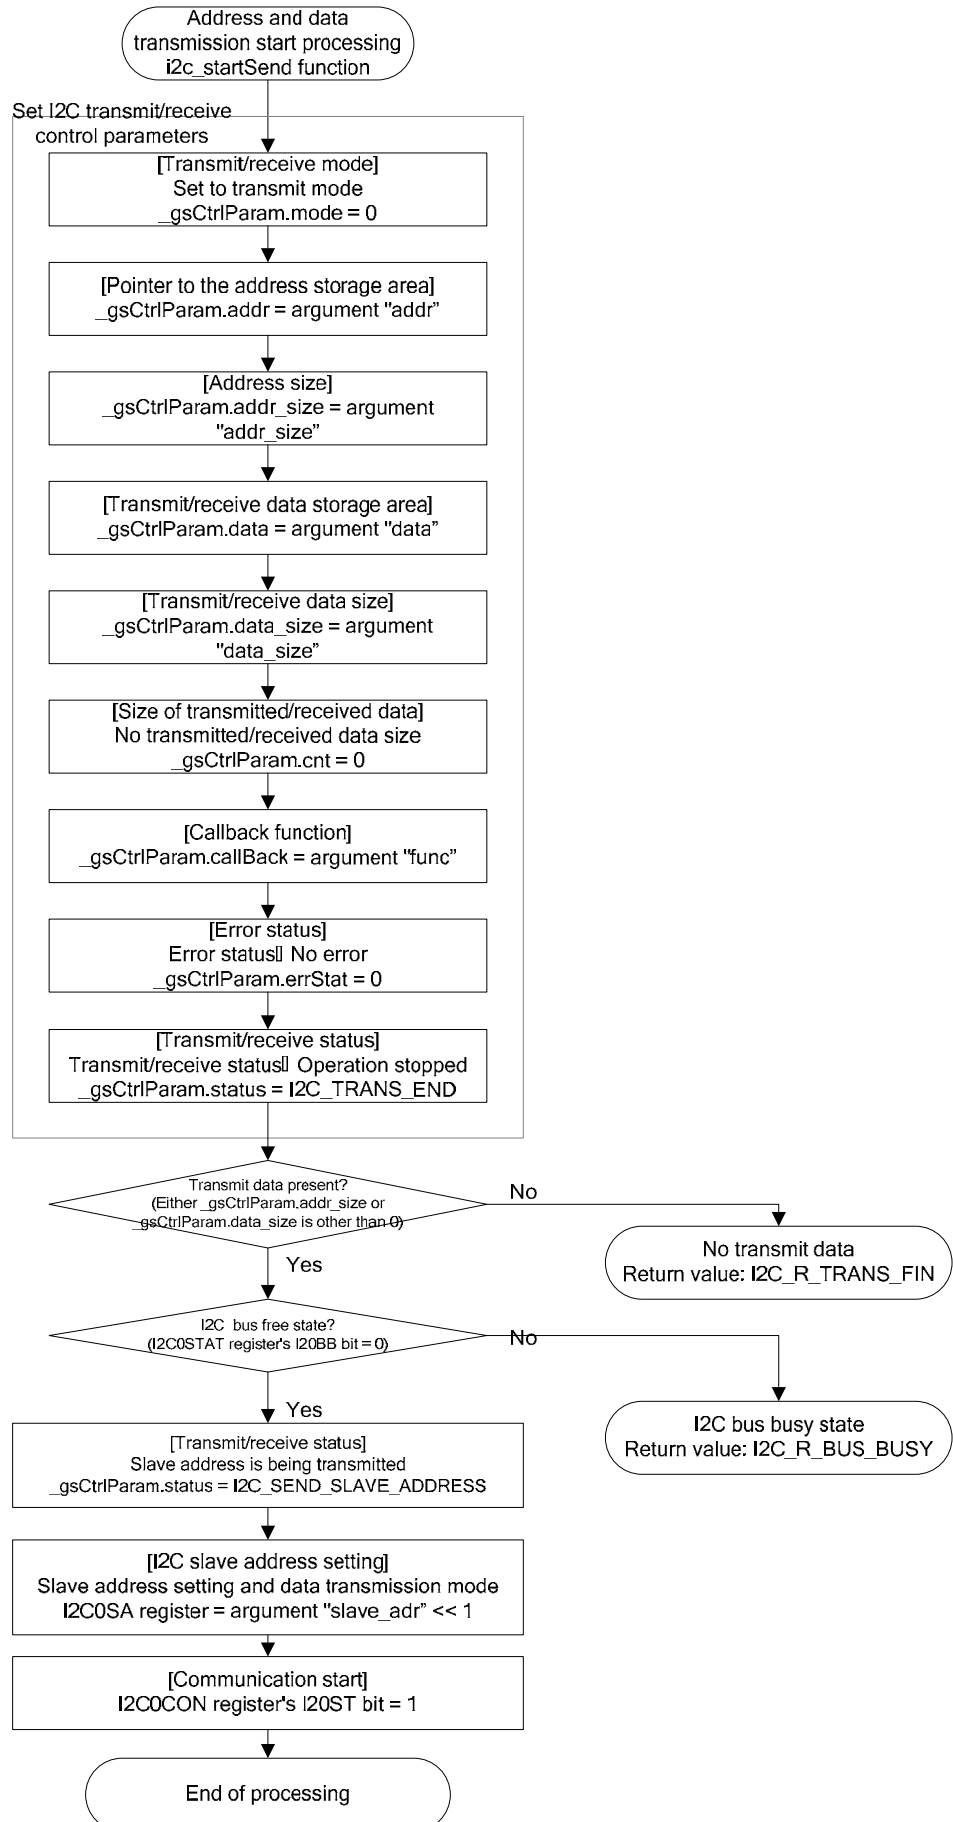 Address and data
transmission start processing
i2c_startSend function
Set I2C transmit/receive
control parameters
[Transmit/receive mode]
Set to transmit mode
_gsCtrlParam.mode = 0
[Pointer to the address storage area]
_gsCtrlParam.addr = argument "addr”
[Address size]
_gsCtrlParam.addr_size = argument
"addr_size”
[Transmit/receive data storage area]
_gsCtrlParam.data = argument "data”
[Transmit/receive data size]
_gsCtrlParam.data_size = argument
"data_size”
[Size of transmitted/received data]
No transmitted/received data size
_gsCtrlParam.cnt = 0
[Callback function]
_gsCtrlParam.callBack = argument "func”
[Error status]
Error status▯ No error
_gsCtrlParam.errStat = 0
[Transmit/receive status]
Transmit/receive status▯ Operation stopped
_gsCtrlParam.status = I2C_TRANS_END
Transmit data present?
(Either _gsCtrlParam.addr_size or
_gsCtrlParam.data_size is other than 0)
No
No transmit data
Return value: I2C_R_TRANS_FIN
Yes
I2C bus free state?
(I2C0STAT register's I20BB bit = 0)
No
I2C bus busy state
Return value: I2C_R_BUS_BUSY
Yes
[Transmit/receive status]
Slave address is being transmitted
_gsCtrlParam.status = I2C_SEND_SLAVE_ADDRESS
[I2C slave address setting]
Slave address setting and data transmission mode
I2C0SA register = argument "slave_adr” << 1
[Communication start]
I2C0CON register's I20ST bit = 1
End of processing